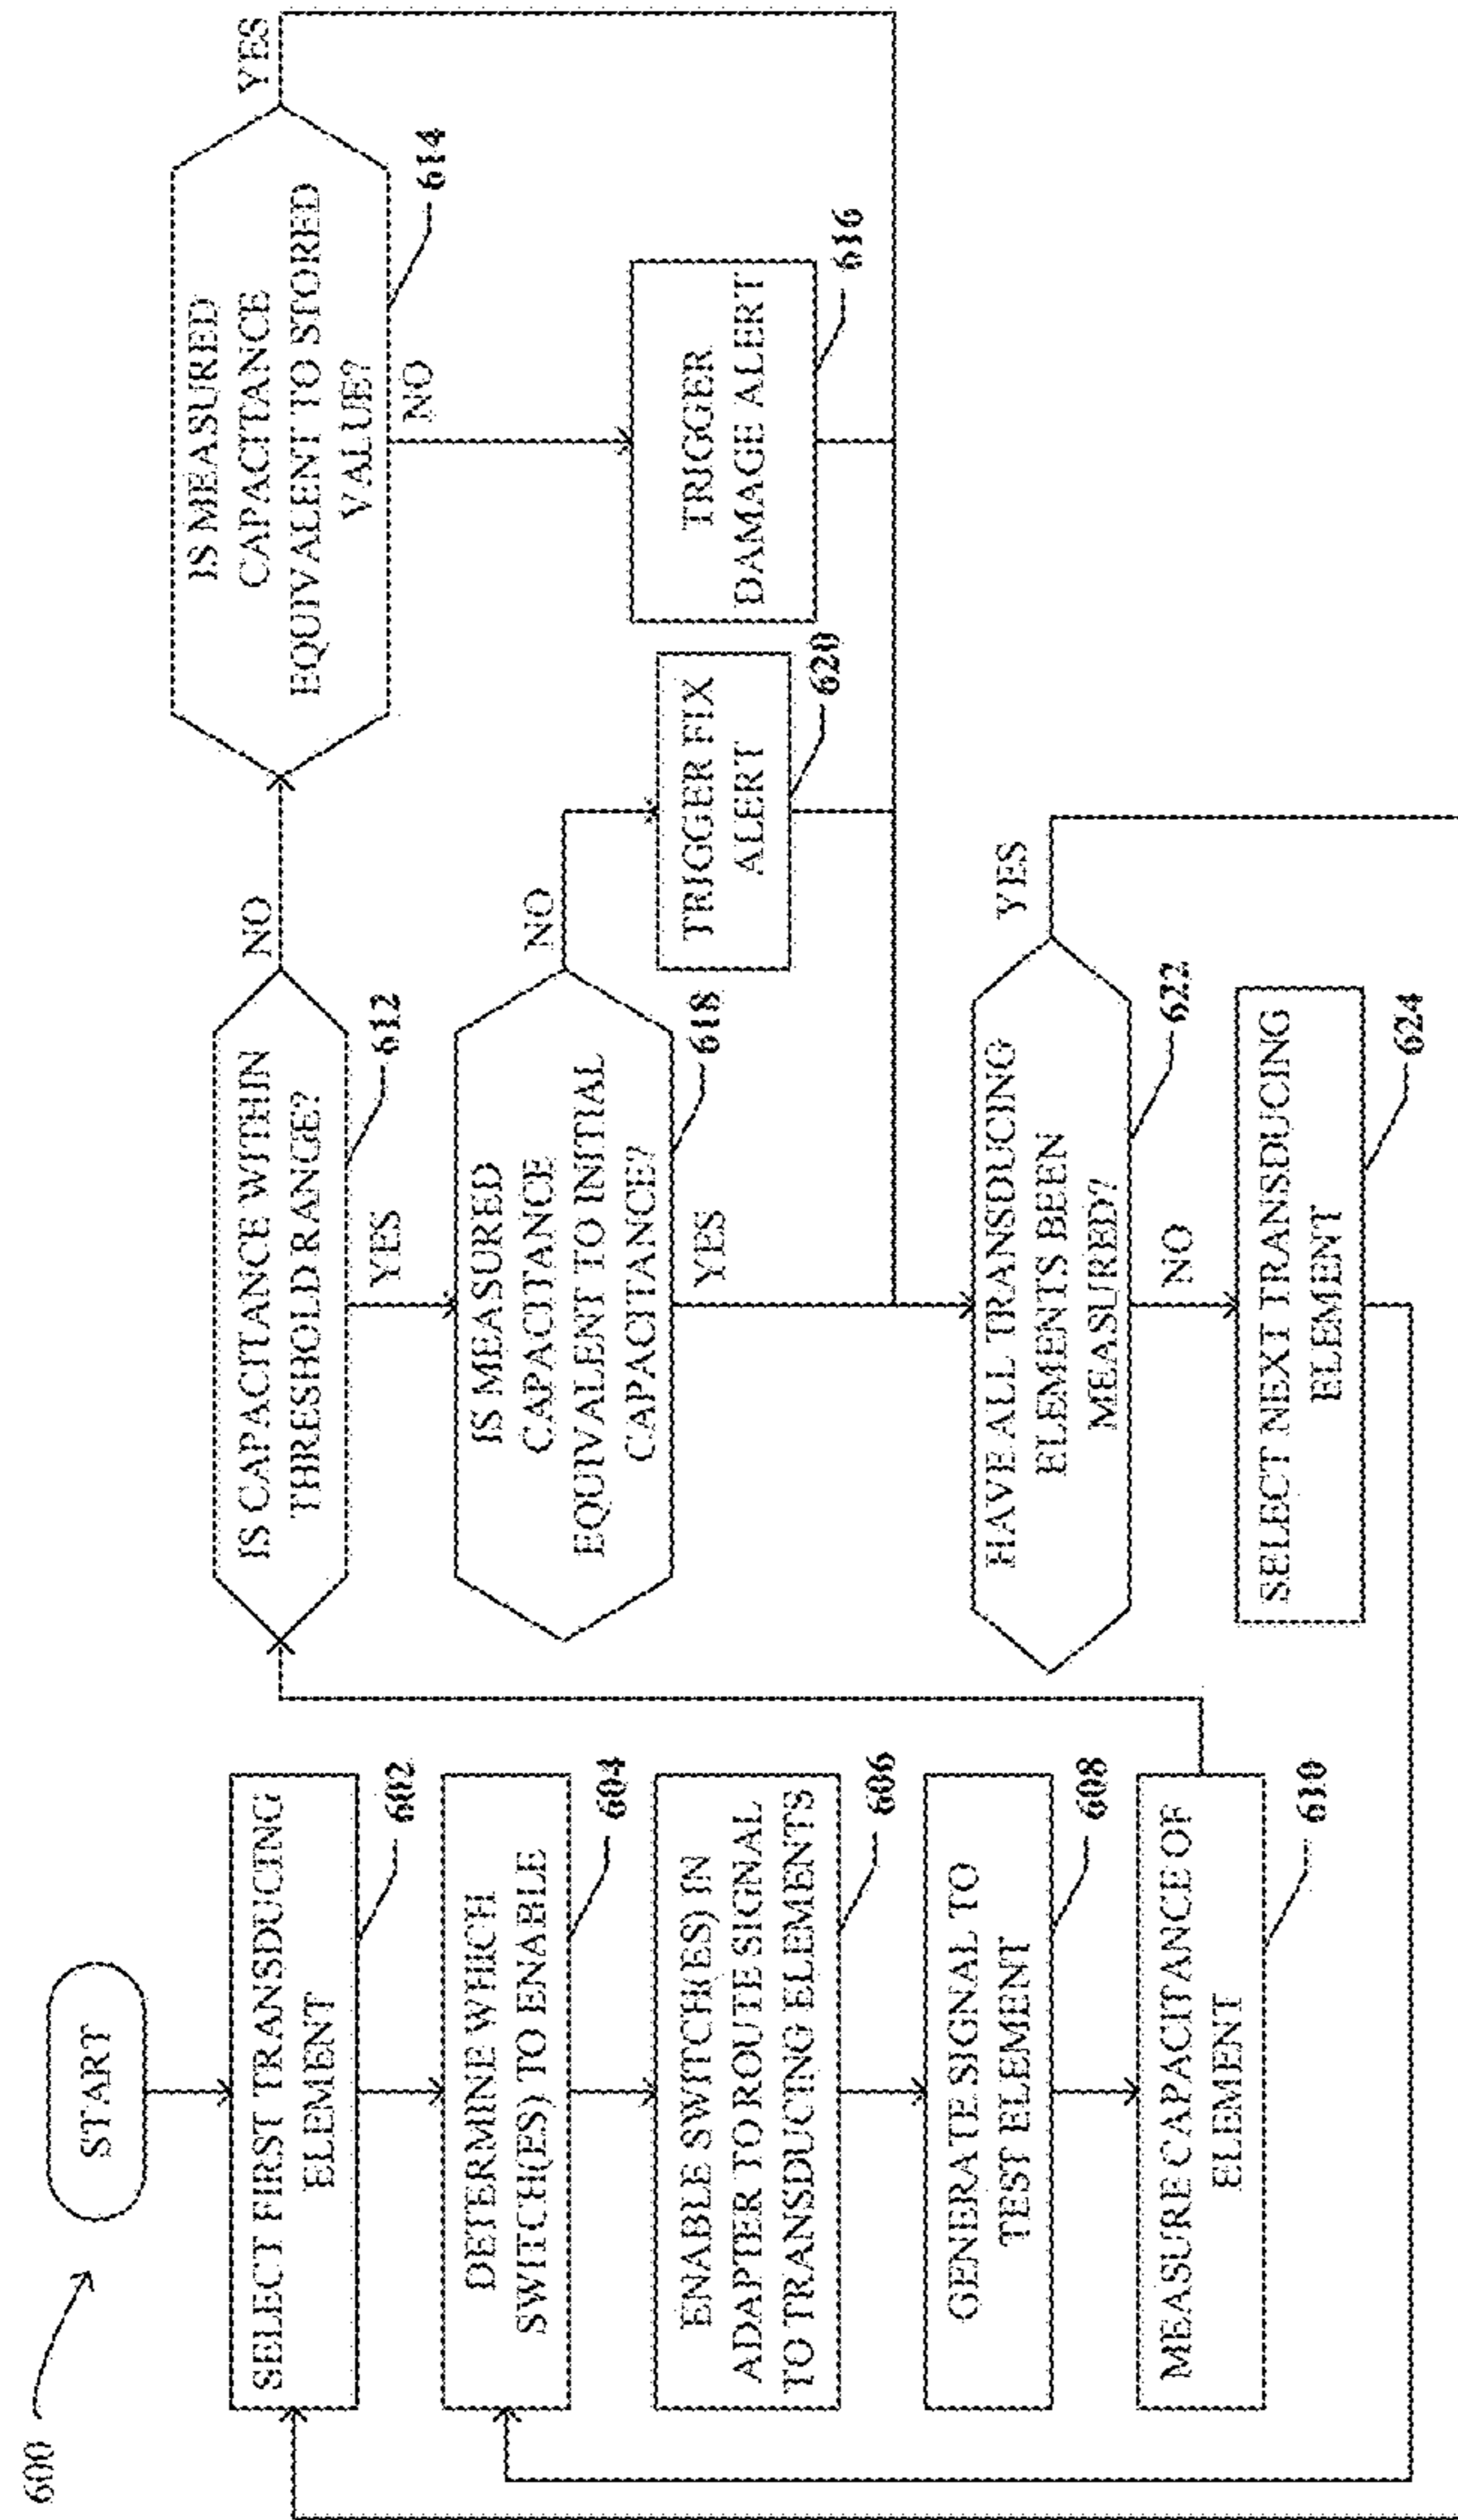 600
START
SELECT FIRST TRANSDUCING
ELEMENT
602
DETERMINE WHICH
SWITCH(ES) TO ENABLE
604
ENABLE SWITCH(ES) IN
ADAPTER TO ROUTE SIGNAL
TO TRANSDUCING ELEMENTS
606
GENERATE SIGNAL TO
TEST ELEMENT
608
MEASURE CAPACITANCE OF
ELEMENT
610
IS CAPACITANCE WITHIN
THRESHOLD RANGE?
612
NO
YES
IS MEASURED
CAPACITANCE
EQUIVALENT TO STORED
VALUE?
614
YES
NO
TRIGGER
DAMAGE ALERT
616
IS MEASURED
CAPACITANCE
EQUIVALENT TO INITIAL
CAPACITANCE?
618
NO
YES
TRIGGER FIX
ALERT
620
HAVE ALL TRANSDUCING
ELEMENTS BEEN
MEASURED?
622
YES
NO
SELECT NEXT TRANSDUCING
ELEMENT
624